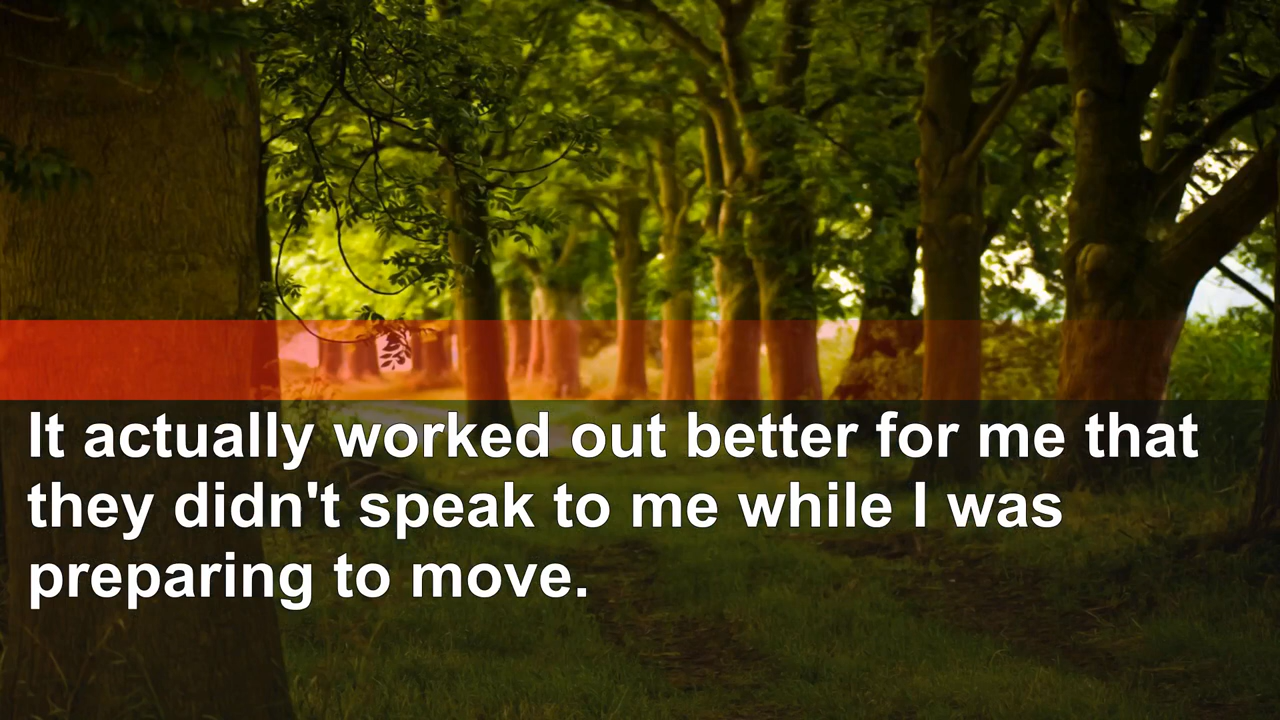 It actually worked out better for me that
they didn't speak to me while I was
preparing to move.